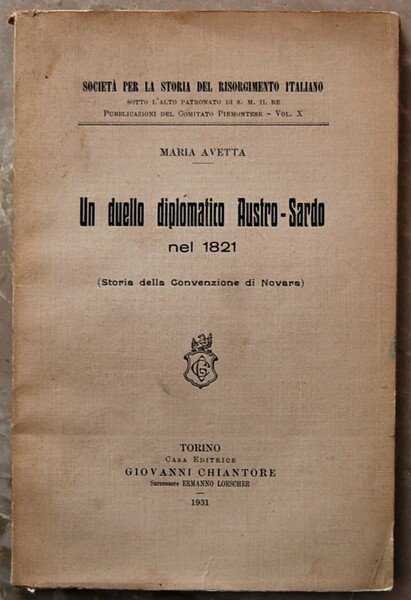 SOCIETÀ PER LA STORIA DEL RISORGIMENTO ITALIANO
SOTTO L'ALTO PATRONATO DI S. M. IL RE
PUBBLICAZIONI DEL COMITATO PIEMONTESE - VOL. X
MARIA AVETTA
Un duello diplomatico Austro-Sardo
nel 1821
(Storia della Convenzione di Novara)
TORINO
CASA EDITRICE
GIOVANNI CHIANTORE
Successore ERMANNO LOESCHER
1931